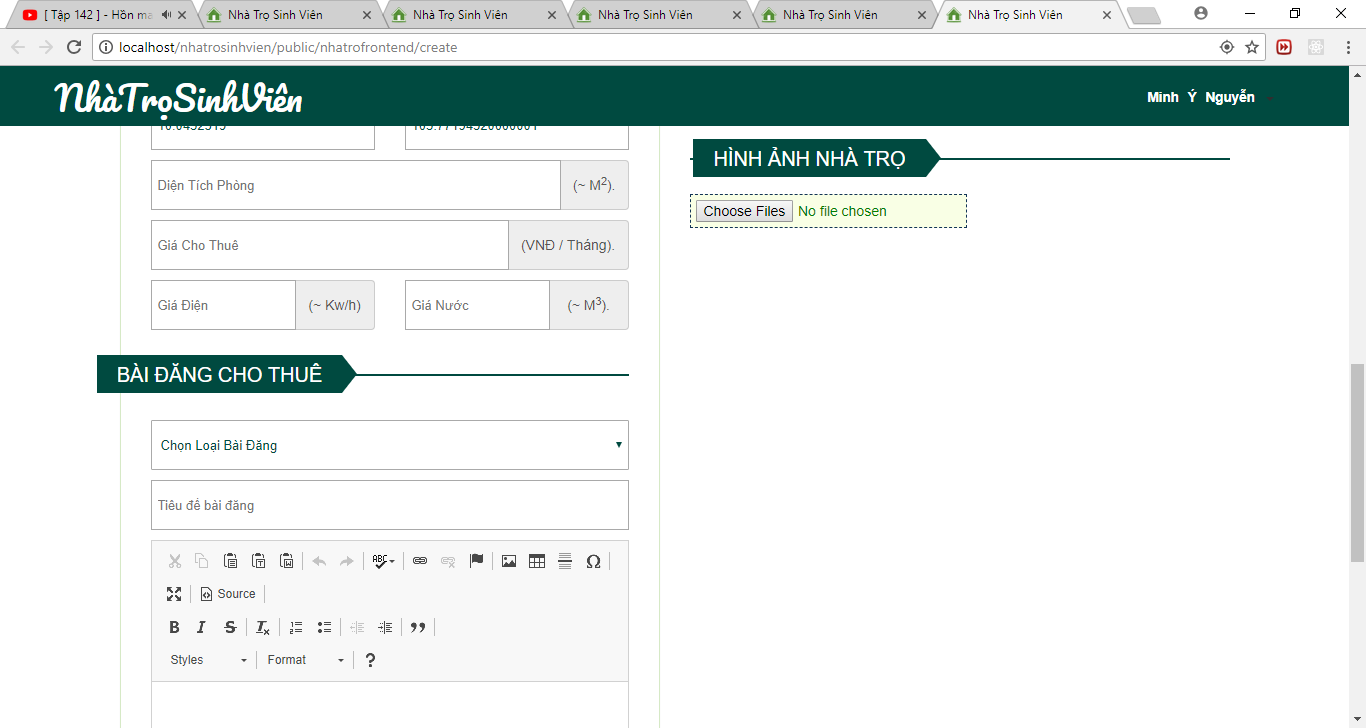 [ Tập 142 ] - Hồn ma
Nhà Trọ Sinh Viên
Nhà Trọ Sinh Viên
Nhà Trọ Sinh Viên
Nhà Trọ Sinh Viên
Nhà Trọ Sinh Viên
localhost/nhatrosinhvien/public/nhatrofrontend/create
NhàTrọSinhViên
Minh Ý Nguyễn
Diện Tích Phòng
(~ M2).
Giá Cho Thuê
(VNĐ / Tháng).
Giá Điện
(~ Kw/h)
Giá Nước
(~ M3).
BÀI ĐĂNG CHO THUÊ
Chọn Loại Bài Đăng
Tiêu đề bài đăng
ABC
Source
B I S Tx
Styles
Format
?
HÌNH ẢNH NHÀ TRỌ
Choose Files No file chosen